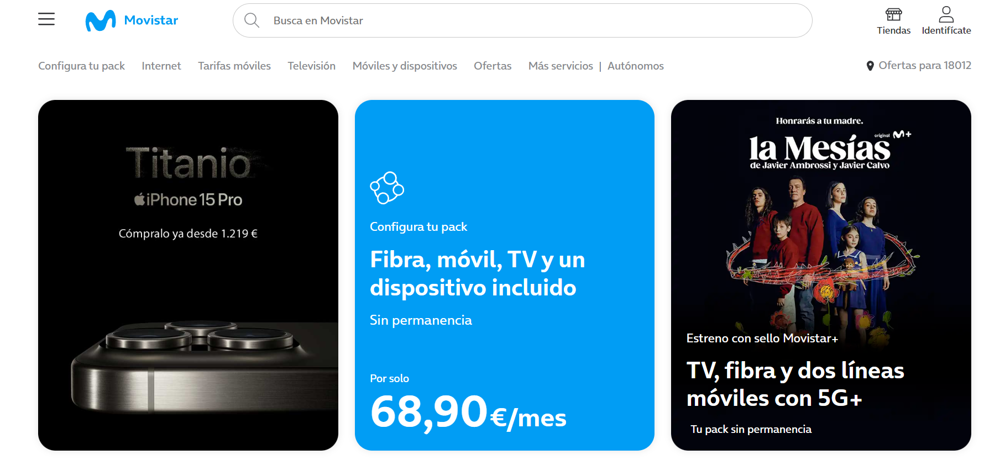 Movistar
Busca en Movistar
Tiendas
Identifícate
Configura tu pack
Internet
Tarifas móviles
Televisión
Móviles y dispositivos
Ofertas
Más servicios | Autónomos
Ofertas para 18012
Titanio
iPhone 15 Pro
Cómpralo ya desde 1.219 €
Configura tu pack
Fibra, móvil, TV y un
dispositivo incluido
Sin permanencia
Por solo
68,90€/mes
Honrarás a tu madre.
original M+
la Mesías
de Javier Ambrossi y Javier Calvo
Estreno con sello Movistar+
TV, fibra y dos líneas
móviles con 5G+
Tu pack sin permanencia